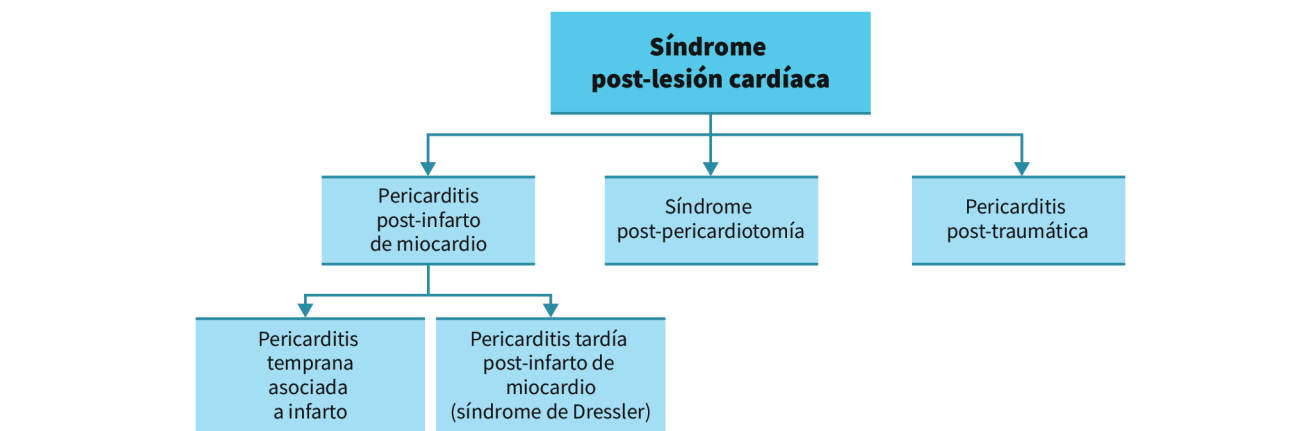 Síndrome
post-lesión cardíaca
Pericarditis
post-infarto
de miocardio
Síndrome
post-pericardiotomía
Pericarditis
post-traumática
Pericarditis
temprana
asociada
a infarto
Pericarditis tardía
post-infarto de
miocardio
(síndrome de Dressler)